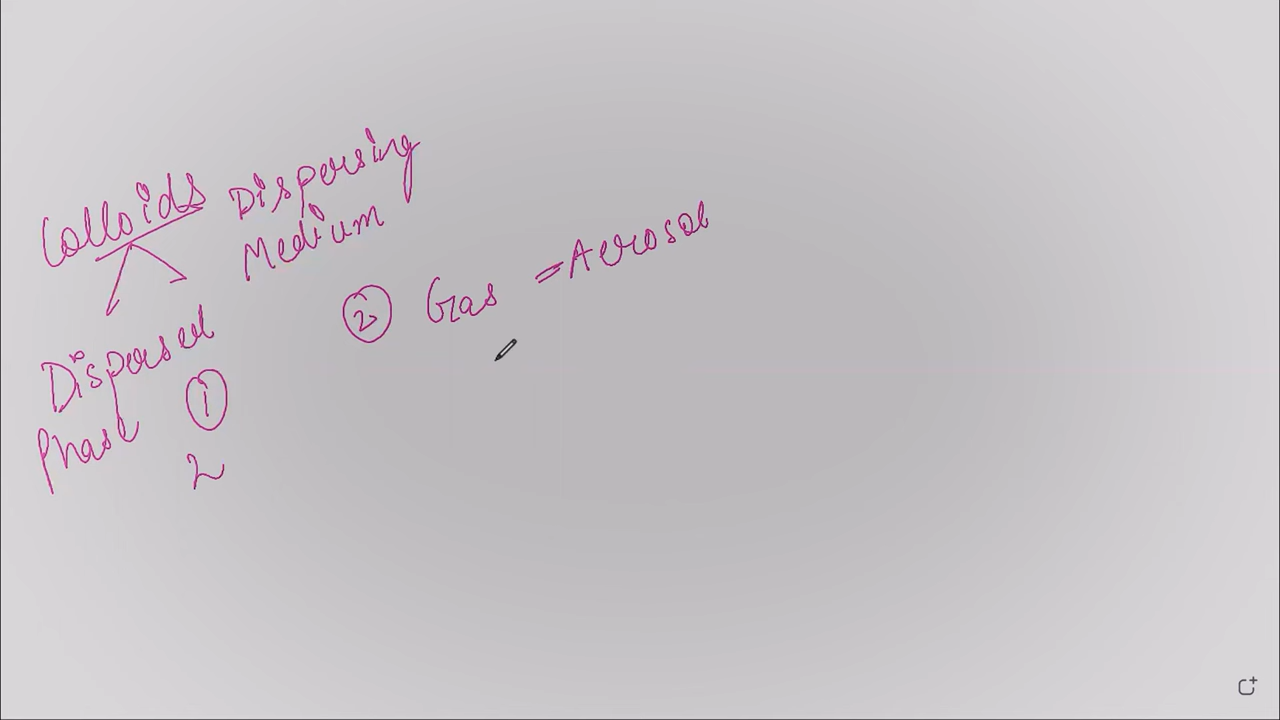 Colloids
Dispersing
Medium
Dispersed
Phase ①
2
② Gas = Aerosol